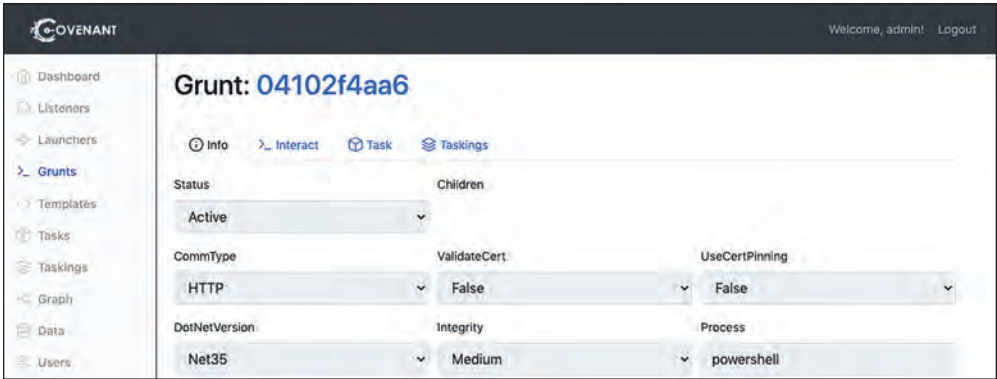 COVENANT
Welcome, admin! Logout
Dashboard
Listeners
Launchers
Grunts
Templates
Tasks
Taskings
Graph
Data
Users
Grunt: 04102f4aa6
Info Interact Task Taskings
Status Children
Active
CommType ValidateCert UseCertPinning
HTTP False False
DotNetVersion Integrity Process
Net35 Medium powershell